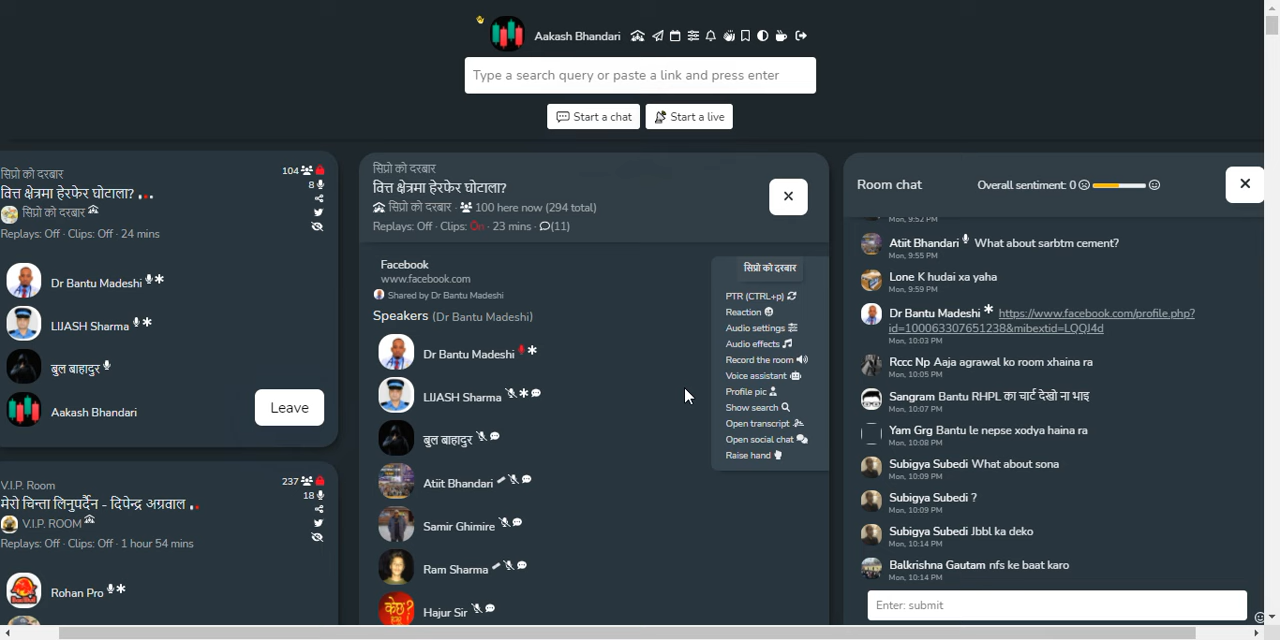 Aakash Bhandari
Type a search query or paste a link and press enter
Start a chat
Start a live
सिप्रो को दरबार
104
वित्त क्षेत्रमा हेरफेर घोटाला?
8
सिप्रो को दरबार
Replays: Off · Clips: Off · 24 mins
Dr Bantu Madeshi
LIJASH Sharma
बुल बाहादुर
Aakash Bhandari
Leave
V.I.P. Room
237
मेरो चिन्ता लिनुपर्दैन - दिपेन्द्र अग्रवाल
18
V.I.P. ROOM
Replays: Off · Clips: Off · 1 hour 54 mins
Rohan Pro
सिप्रो को दरबार
वित्त क्षेत्रमा हेरफेर घोटाला?
सिप्रो को दरबार · 100 here now (294 total)
Replays: Off · Clips: On · 23 mins · (11)
Facebook
www.facebook.com
Shared by Dr Bantu Madeshi
Speakers (Dr Bantu Madeshi)
Dr Bantu Madeshi
LIJASH Sharma
बुल बाहादुर
Atiit Bhandari
Samir Ghimire
Ram Sharma
केछ?
Hajur Sir
सिप्रो को दरबार
PTR (CTRL+p)
Reaction
Audio settings
Audio effects
Record the room
Voice assistant
Profile pic
Show search
Open transcript
Open social chat
Raise hand
Room chat
Overall sentiment: 0
Mon, 9:52 PM
Atiit Bhandari What about sarbtm cement?
Mon, 9:55 PM
Lone K hudai xa yaha
Mon, 9:59 PM
Dr Bantu Madeshi https://www.facebook.com/profile.php?
id=100063307651238&mibextid=LQQJ4d
Mon, 10:03 PM
Rccc Np Aaja agrawal ko room xhaina ra
Mon, 10:05 PM
Sangram Bantu RHPL का चार्ट देखो ना भाइ
Mon, 10:07 PM
Yam Grg Bantu le nepse xodya haina ra
Mon, 10:08 PM
Subigya Subedi What about sona
Mon, 10:09 PM
Subigya Subedi ?
Mon, 10:09 PM
Subigya Subedi Jbbl ka deko
Mon, 10:14 PM
Balkrishna Gautam nfs ke baat karo
Mon, 10:14 PM
Enter: submit